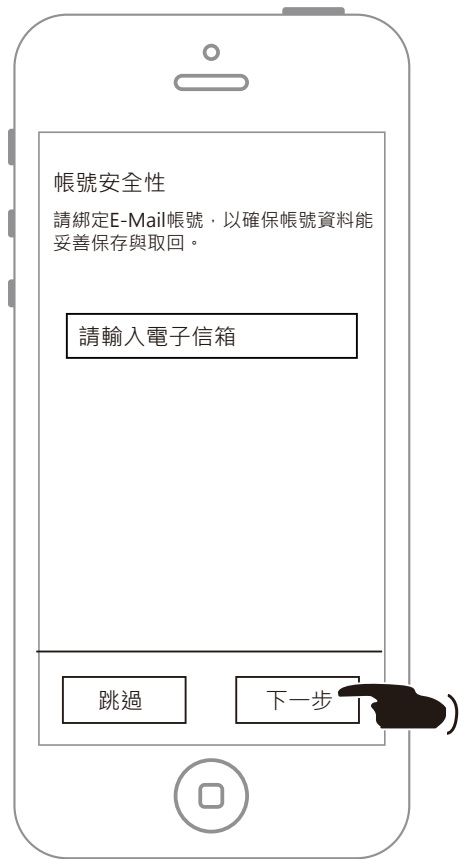 帳號安全性
請綁定E-Mail帳號，以確保帳號資料能
妥善保存與取回。
請輸入電子信箱
跳過
下一步